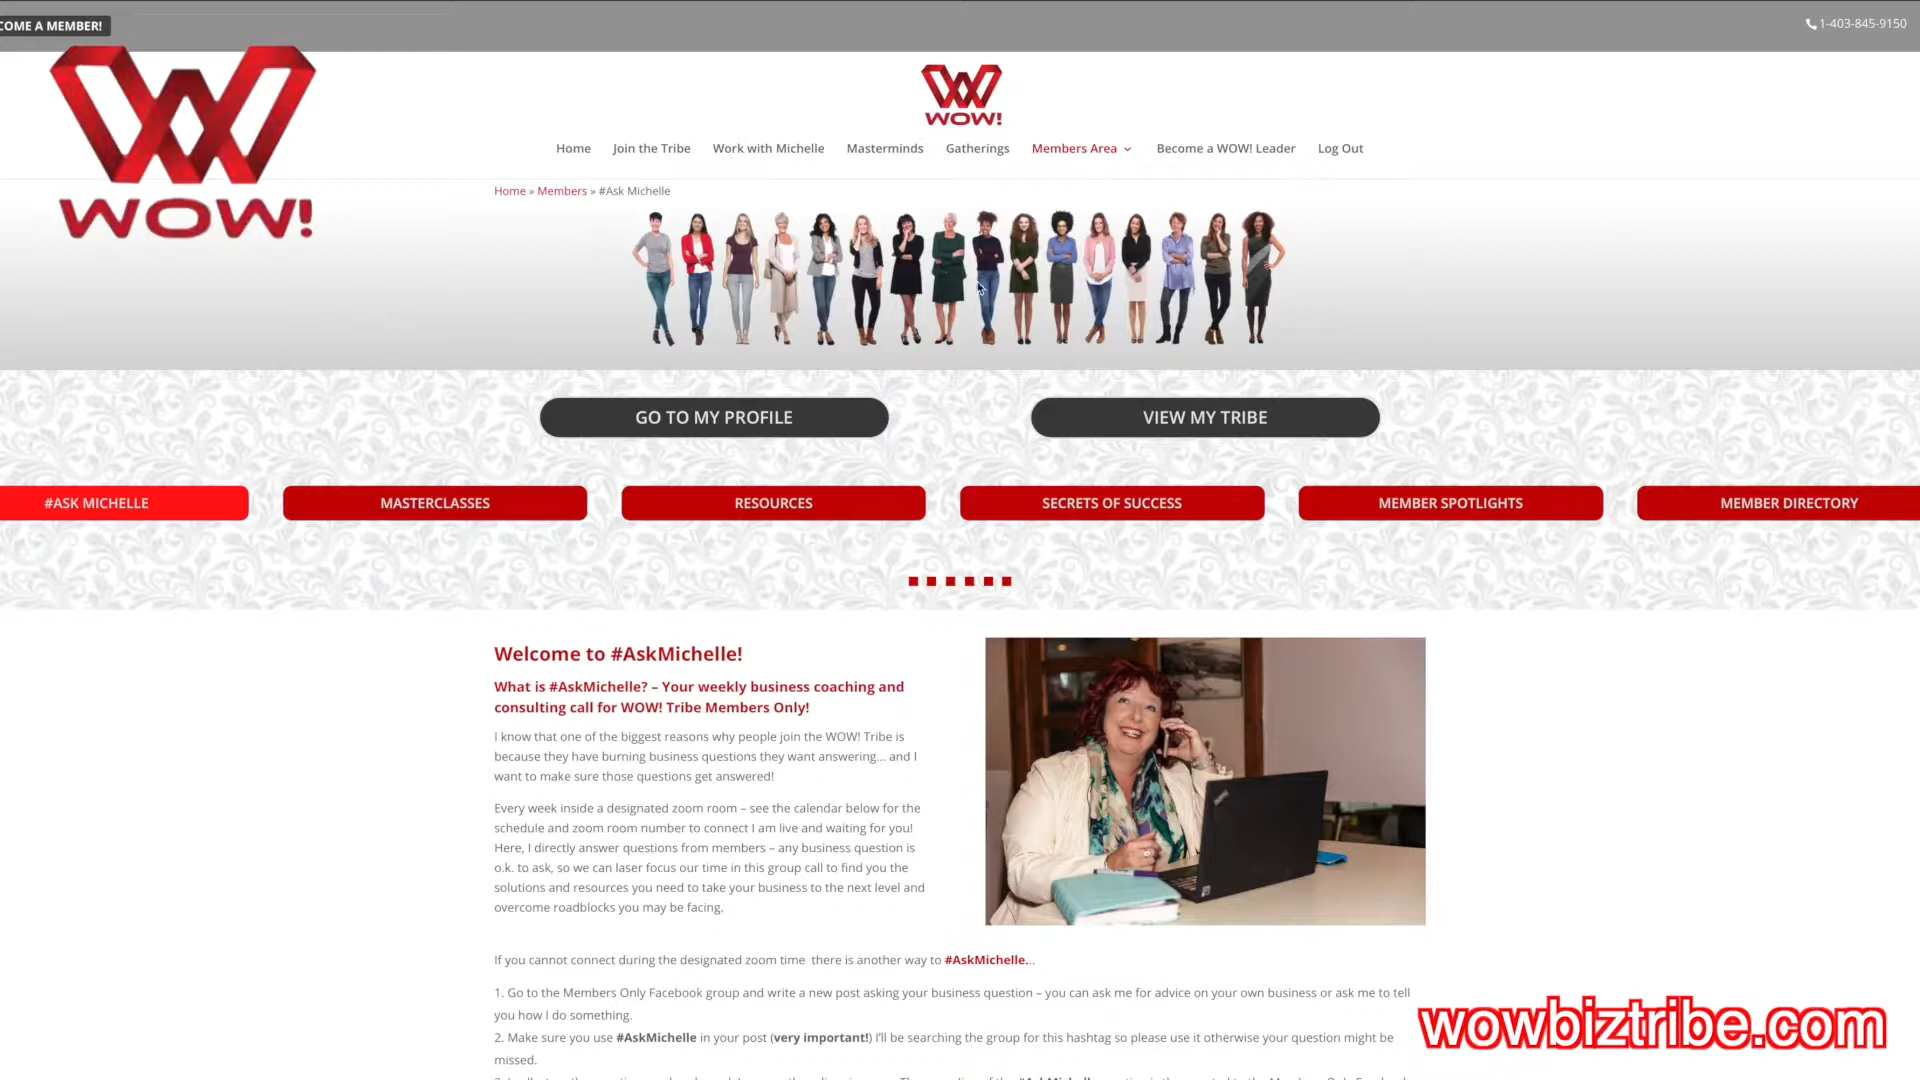 COME A MEMBER!
1-403-845-9150
WOW!
WOW!
Home Join the Tribe Work with Michelle Masterminds Gatherings Members Area Become a WOW! Leader Log Out
Home » Members » #Ask Michelle
GO TO MY PROFILE
VIEW MY TRIBE
#ASK MICHELLE
MASTERCLASSES
RESOURCES
SECRETS OF SUCCESS
MEMBER SPOTLIGHTS
MEMBER DIRECTORY
Welcome to #AskMichelle!
What is #AskMichelle? – Your weekly business coaching and
consulting call for WOW! Tribe Members Only!
I know that one of the biggest reasons why people join the WOW! Tribe is
because they have burning business questions they want answering... and I
want to make sure those questions get answered!
Every week inside a designated zoom room – see the calendar below for the
schedule and zoom room number to connect I am live and waiting for you!
Here, I directly answer questions from members – any business question is
o.k. to ask, so we can laser focus our time in this group call to find you the
solutions and resources you need to take your business to the next level and
overcome roadblocks you may be facing.
If you cannot connect during the designated zoom time there is another way to #AskMichelle...
1. Go to the Members Only Facebook group and write a new post asking your business question – you can ask me for advice on your own business or ask me to tell
you how I do something.
2. Make sure you use #AskMichelle in your post (very important!) I'll be searching the group for this hashtag so please use it otherwise your question might be
missed.
wowbiztribe.com